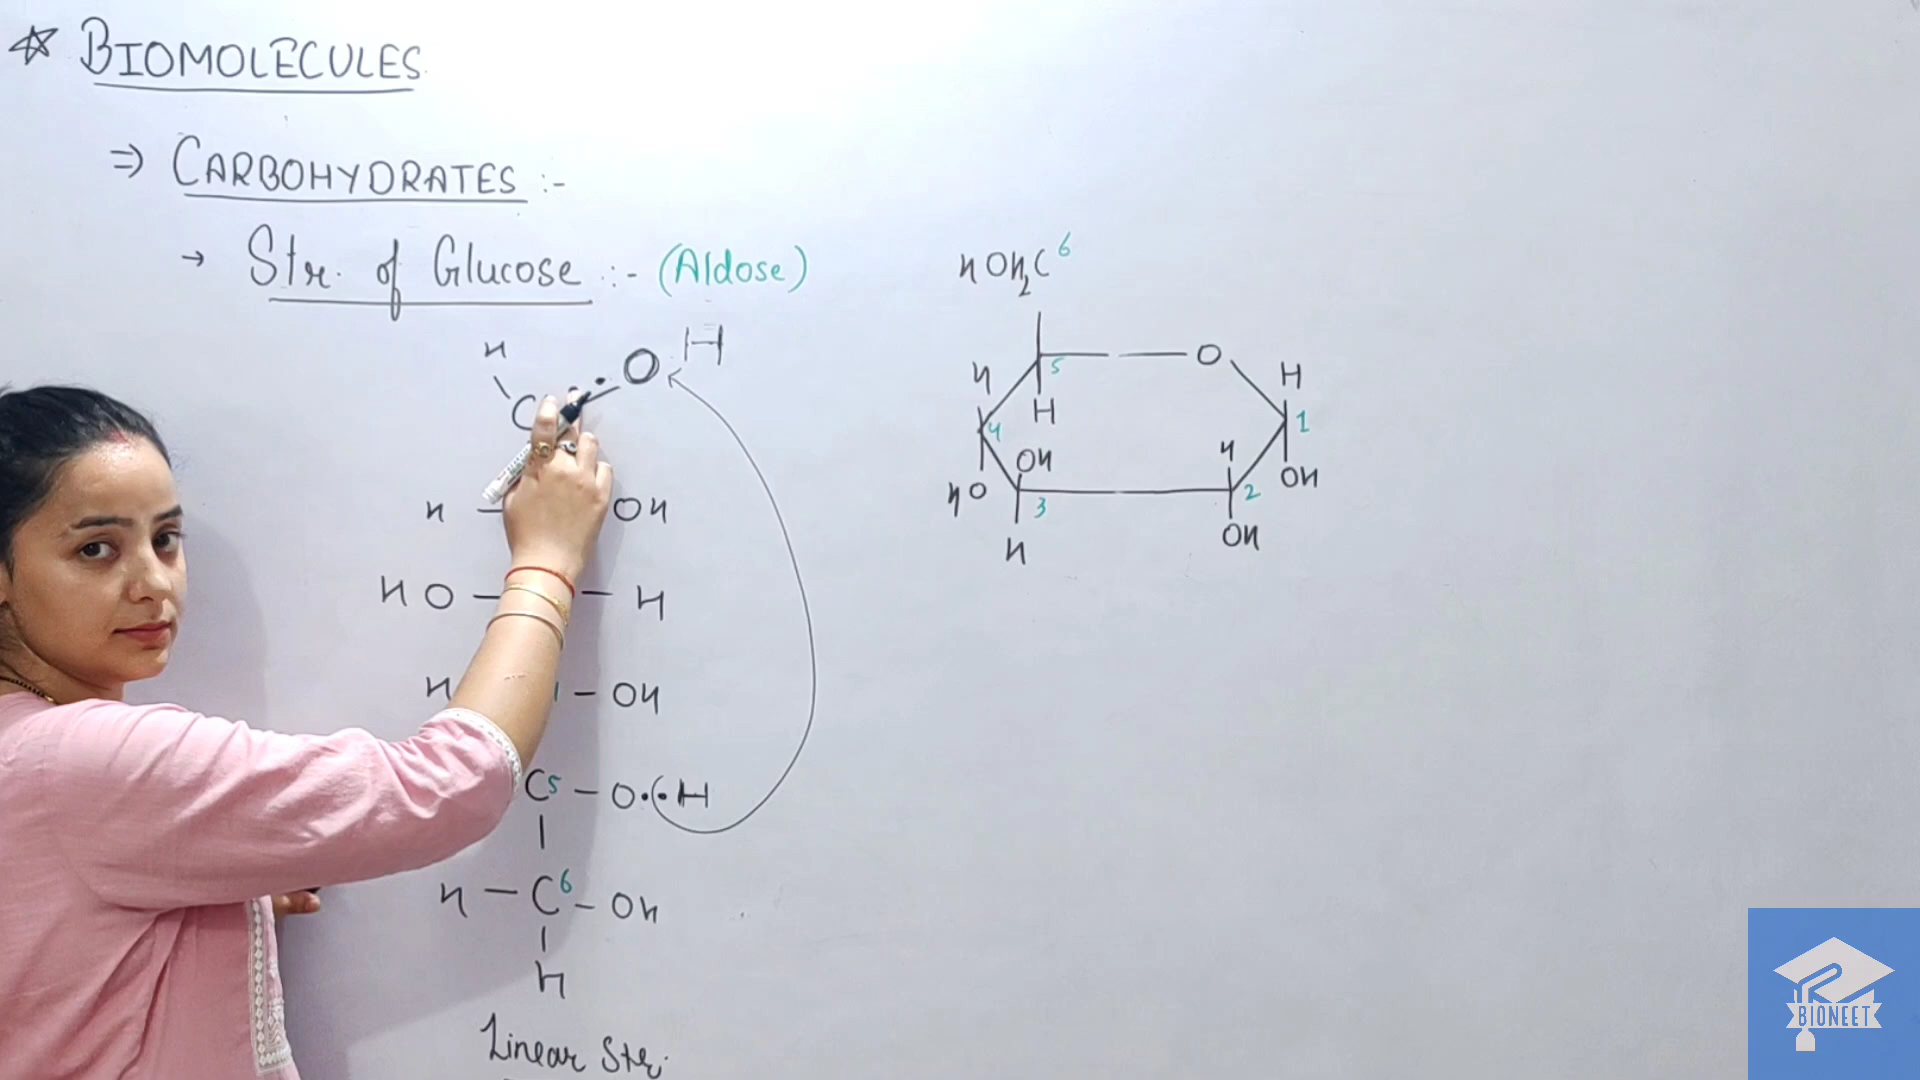 ☆ BIOMOLECULES
⇒ CARBOHYDRATES :-
→ Str. of Glucose :- (Aldose)
H
C
O H
H — OH
HO — — H
H — OH
C5 — O··H
H — C6 — OH
H
Linear Str.
HOH2C6
O
5
H
H
H
1
4
OH
H
OH
HO
3
2
H
OH
BIONEET